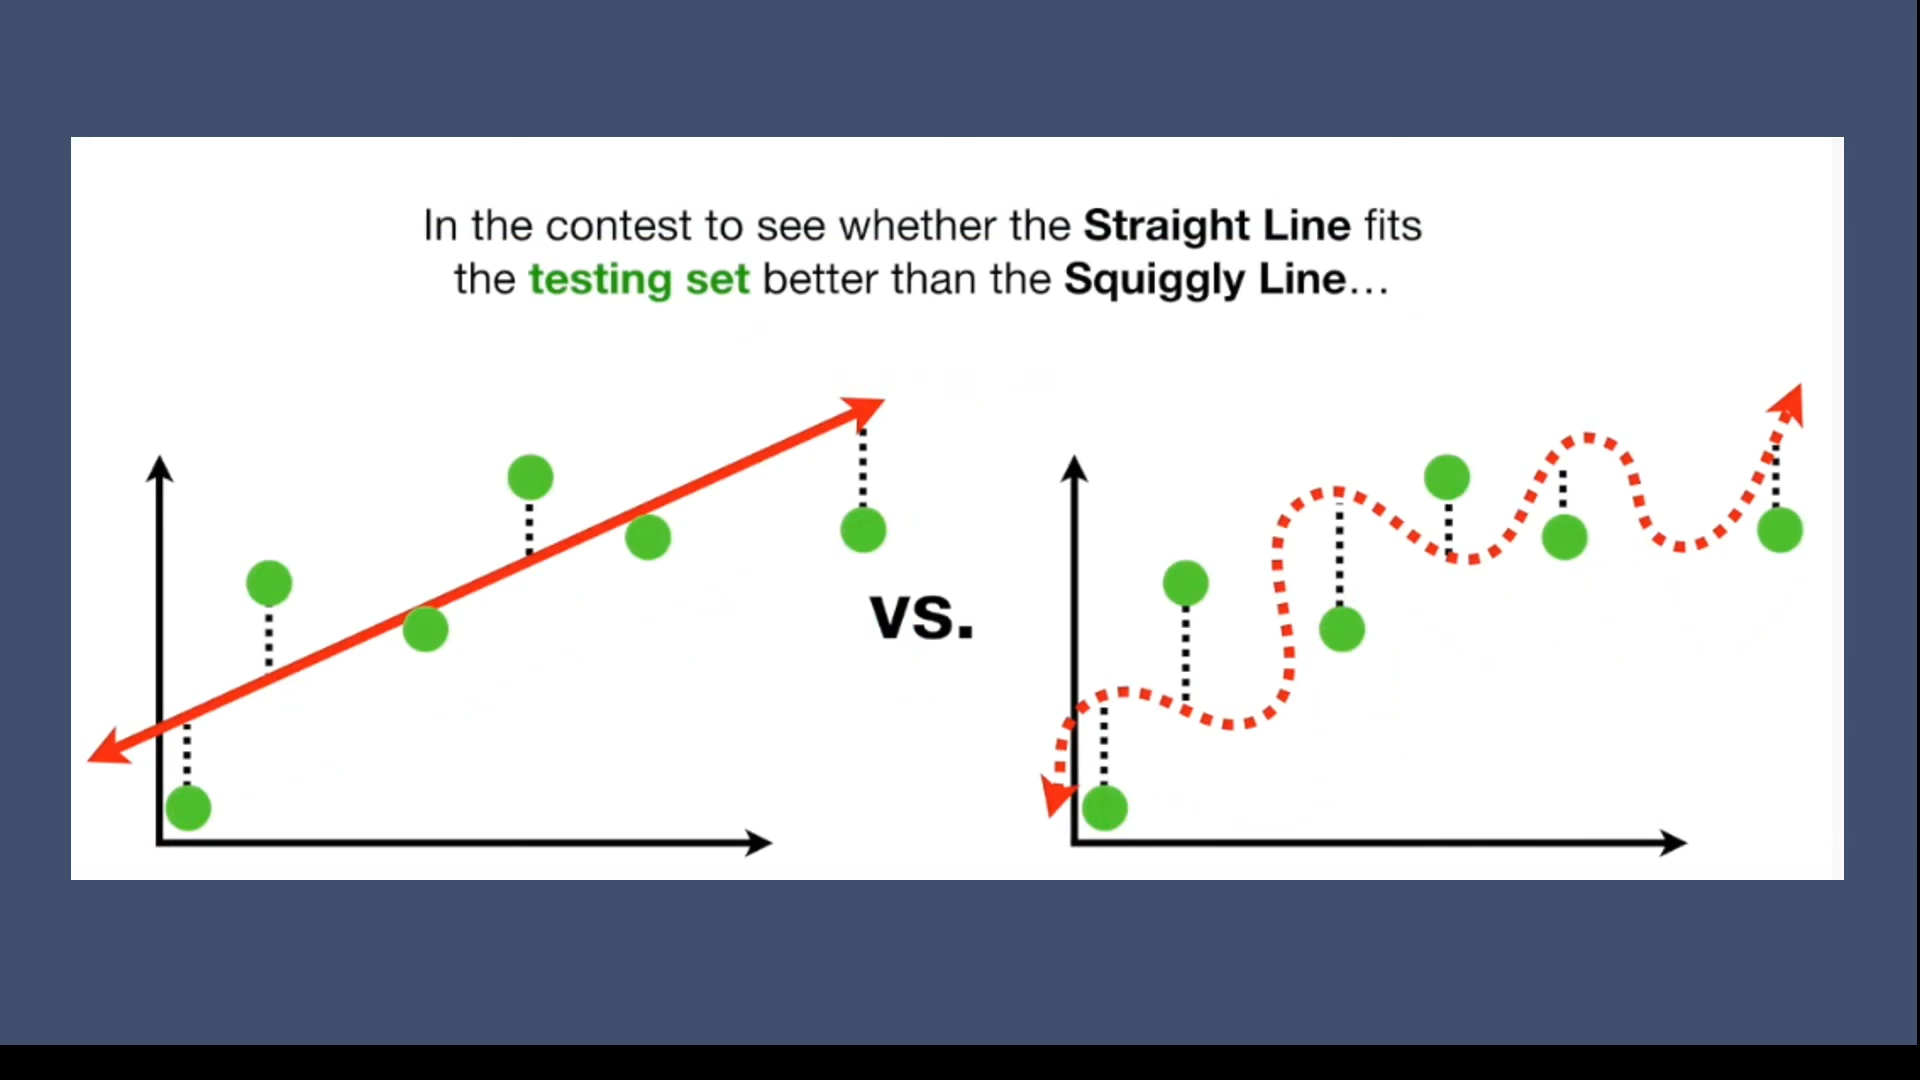 In the contest to see whether the Straight Line fits
the testing set better than the Squiggly Line…
vs.